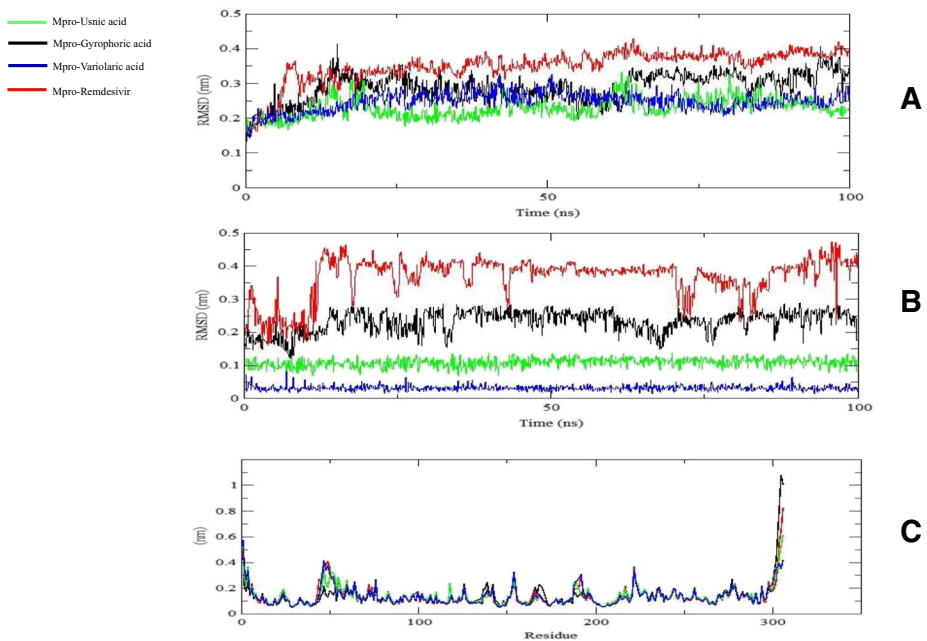 Mpro-Usnic acid
Mpro-Gyrophoric acid
Mpro-Variolaric acid
Mpro-Remdesivir
0.5
0.4
0.3
0.2
0.1
0
RMSD (nm)
0
50
100
Time (ns)
A
0.5
0.4
0.3
0.2
0.1
0
RMSD (nm)
0
50
100
Time (ns)
B
1
0.8
0.6
0.4
0.2
0
(nm)
0
100
200
300
Residue
C